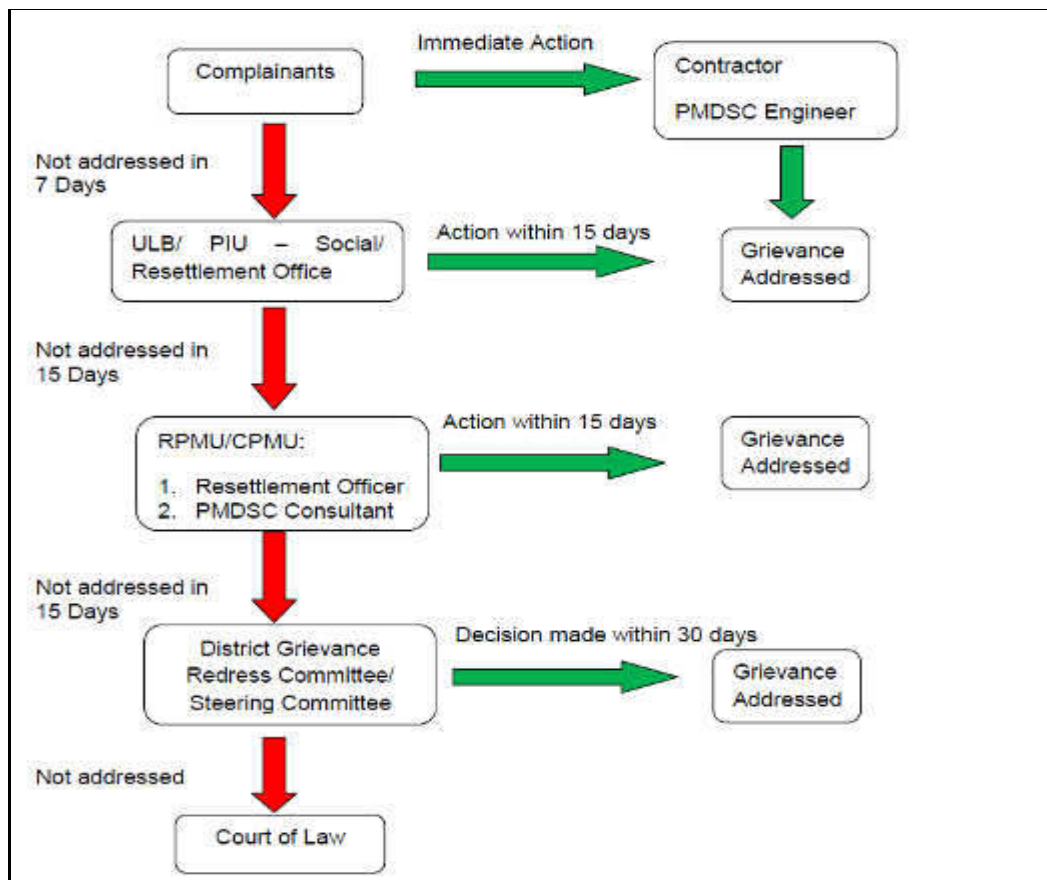 Immediate Action
Complainants
Contractor
PMDSC Engineer
Not addressed in
7 Days
ULB/ PIU – Social/
Resettlement Office
Action within 15 days
Grievance
Addressed
Not addressed in
15 Days
RPMU/CPMU:
1. Resettlement Officer
2. PMDSC Consultant
Action within 15 days
Grievance
Addressed
Not addressed in
15 Days
District Grievance
Redress Committee/
Steering Committee
Decision made within 30 days
Grievance
Addressed
Not addressed
Court of Law